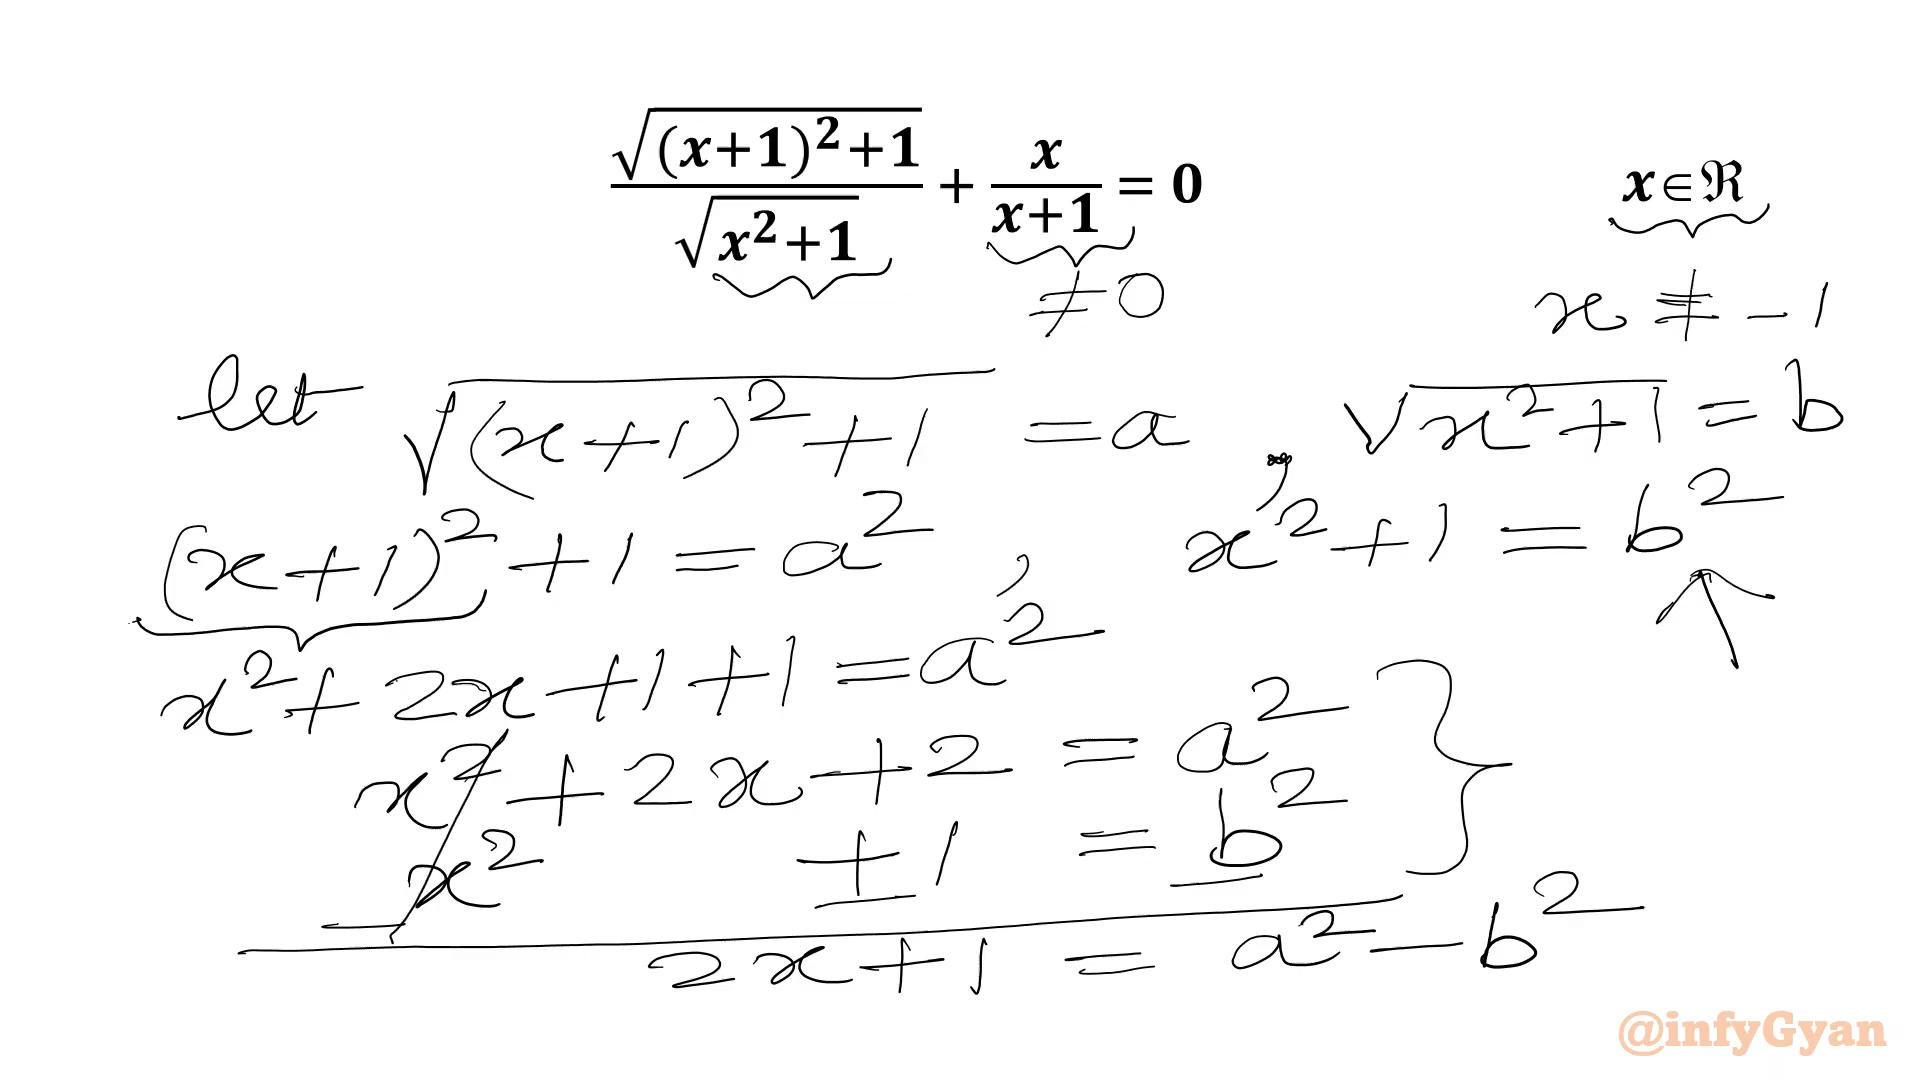 √((x+1)²+1)/√(x²+1) + x/(x+1) = 0 x∈ℜ
≠0 x ≠ -1
let √((x+1)²+1) = a , √(x²+1) = b
(x+1)²+1 = a² , x²+1 = b²
x²+2x+1+1 = a²
x²+2x+2 = a²
x² +1 = b²
2x+1 = a²-b²
@infyGyan